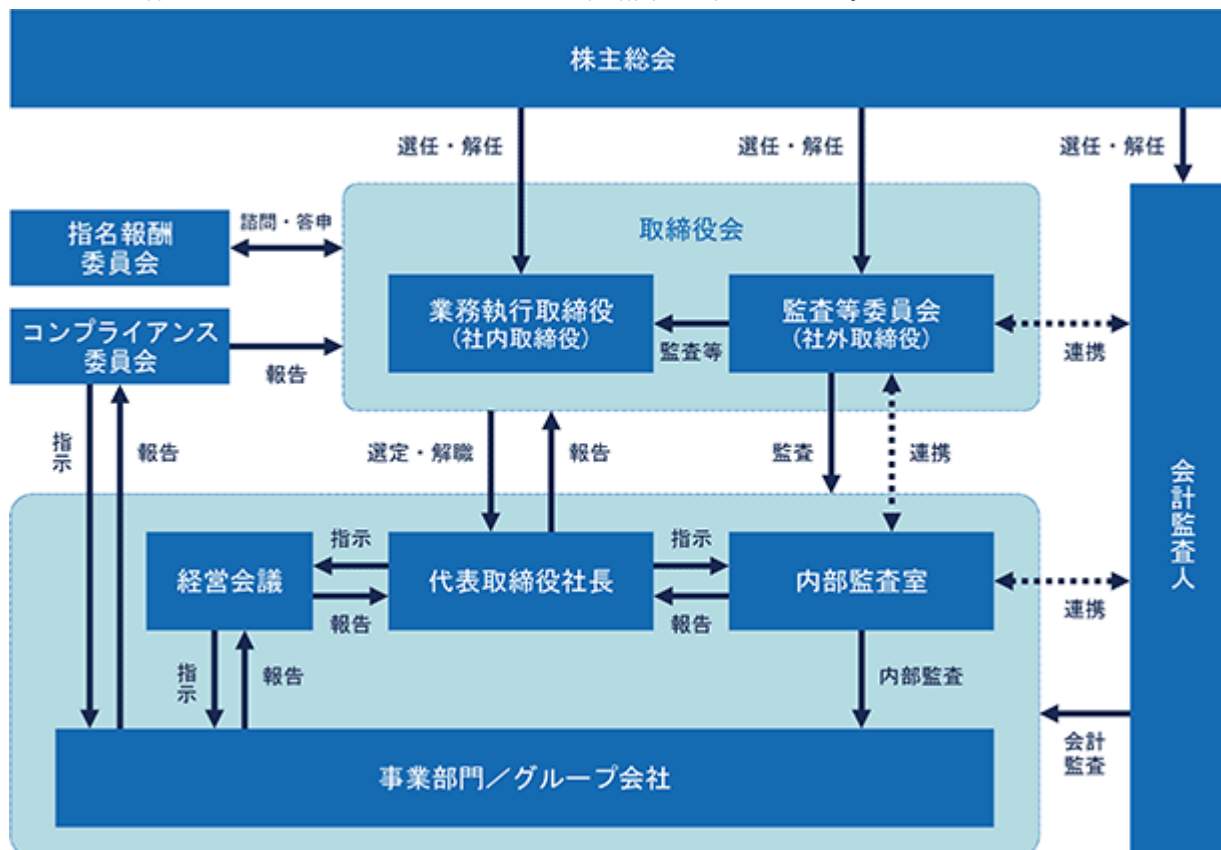 株主総会
選任・解任
選任・解任
選任・解任
指名報酬
委員会
諮問・答申
取締役会
業務執行取締役
(社内取締役)
監査等委員会
(社外取締役)
監査等
連携
コンプライアンス
委員会
報告
指示
報告
選定・解職
報告
監査
連携
会計監査人
経営会議
指示
報告
代表取締役社長
指示
報告
内部監査室
連携
指示
報告
内部監査
会計
監査
事業部門／グループ会社